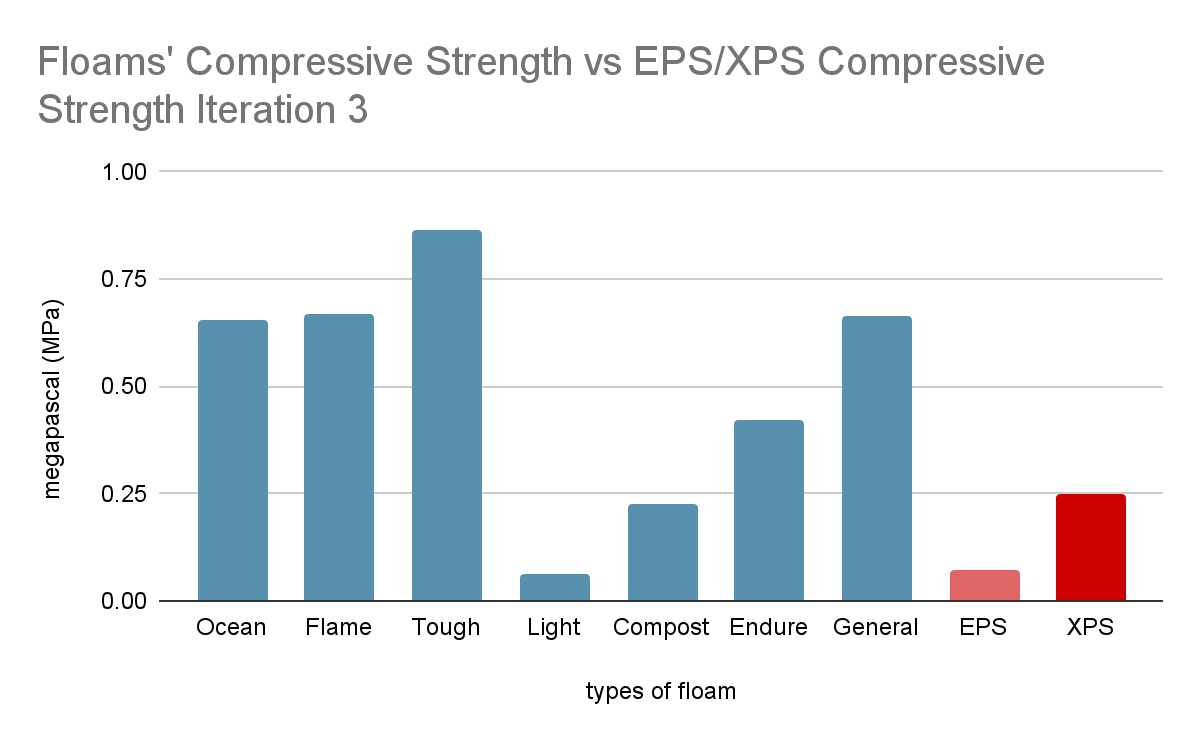 Floams' Compressive Strength vs EPS/XPS Compressive
Strength Iteration 3
1.00
0.75
0.50
0.25
0.00
megapascal (MPa)
Ocean Flame Tough Light Compost Endure General EPS XPS
types of floam